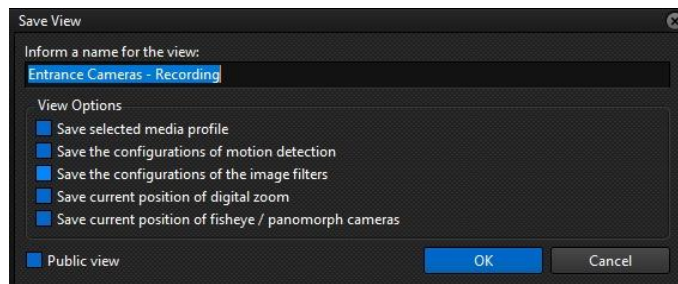 Save View
Inform a name for the view:
Entrance Cameras - Recording
View Options
Save selected media profile
Save the configurations of motion detection
Save the configurations of the image filters
Save current position of digital zoom
Save current position of fisheye / panomorph cameras
Public view
OK
Cancel